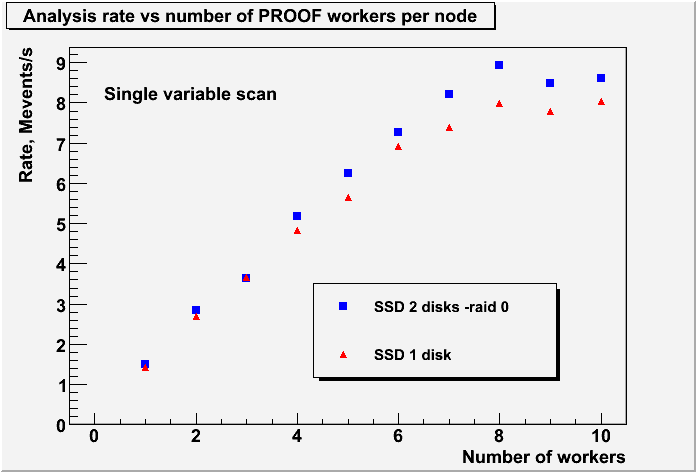 Analysis rate vs number of PROOF workers per node
Rate, Mevents/s
Single variable scan
9
8
7
6
5
4
3
2
1
0
SSD 2 disks -raid 0
SSD 1 disk
0 2 4 6 8 10
Number of workers